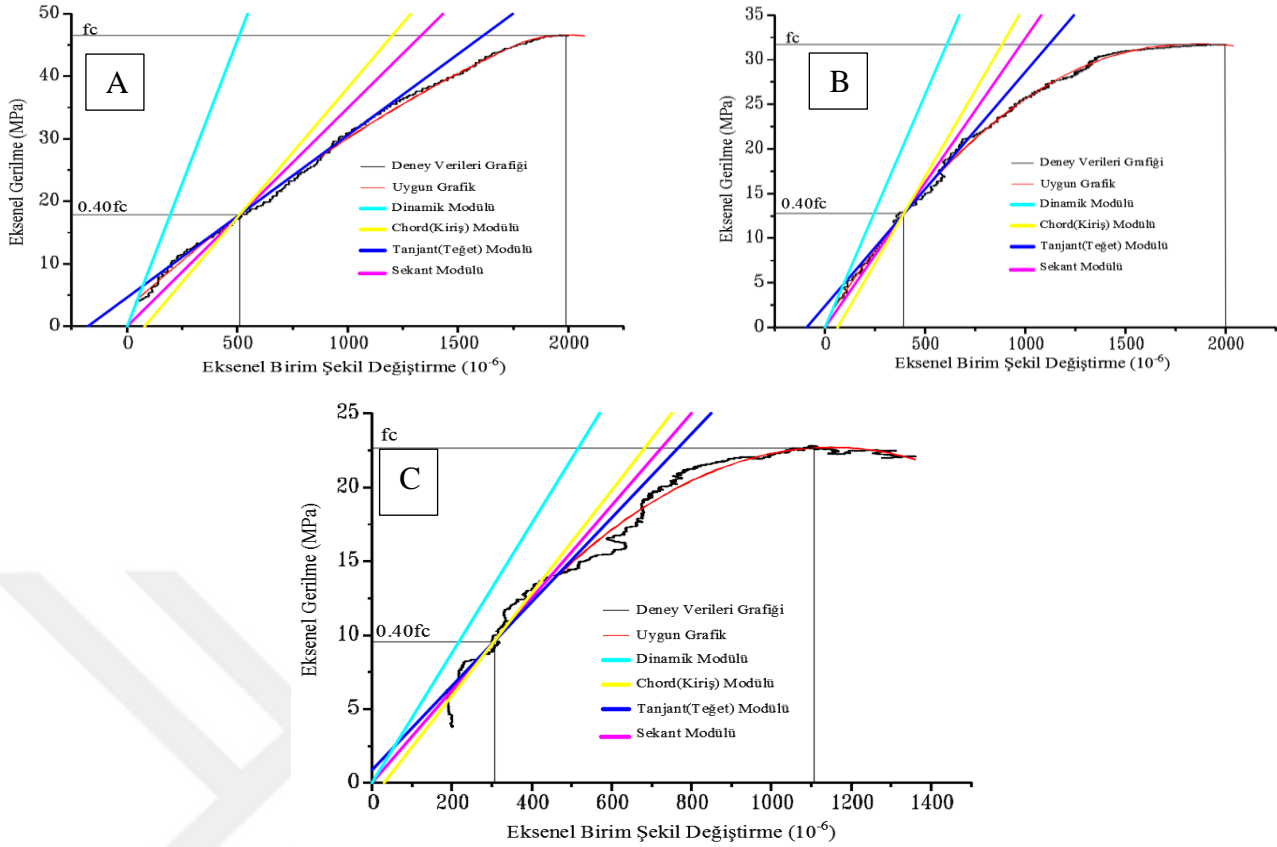 A
fc
0.40fc
50
40
30
20
10
0
Eksenel Gerilme (MPa)
Deney Verileri Grafiği
Uygun Grafik
Dinamik Modülü
Chord(Kiriş) Modülü
Tanjant(Teğet) Modülü
Sekant Modülü
0 500 1000 1500 2000
Eksenel Birim Şekil Değiştirme (10⁻⁶)
B
fc
0.40fc
35
30
25
20
15
10
5
0
Eksenel Gerilme (MPa)
Deney Verileri Grafiği
Uygun Grafik
Dinamik Modülü
Chord(Kiriş) Modülü
Tanjant(Teğet) Modülü
Sekant Modülü
0 500 1000 1500 2000
Eksenel Birim Şekil Değiştirme (10⁻⁶)
C
fc
0.40fc
25
20
15
10
5
0
Eksenel Gerilme (MPa)
Deney Verileri Grafiği
Uygun Grafik
Dinamik Modülü
Chord(Kiriş) Modülü
Tanjant(Teğet) Modülü
Sekant Modülü
0 200 400 600 800 1000 1200 1400
Eksenel Birim Şekil Değiştirme (10⁻⁶)